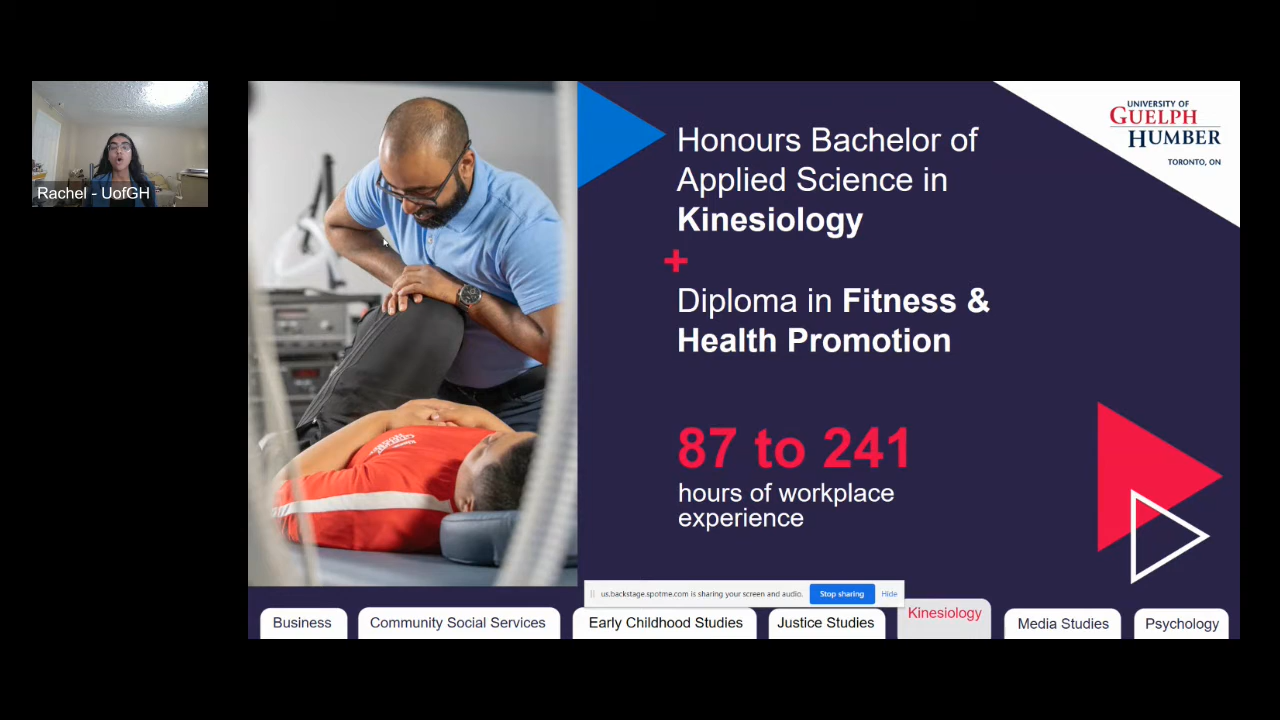 Rachel - UofGH
UNIVERSITY OF
GUELPH
HUMBER
TORONTO, ON
Honours Bachelor of
Applied Science in
Kinesiology
+
Diploma in Fitness &
Health Promotion
87 to 241
hours of workplace
experience
us.backstage.spotme.com is sharing your screen and audio.
Stop sharing
Hide
Business
Community Social Services
Early Childhood Studies
Justice Studies
Kinesiology
Media Studies
Psychology